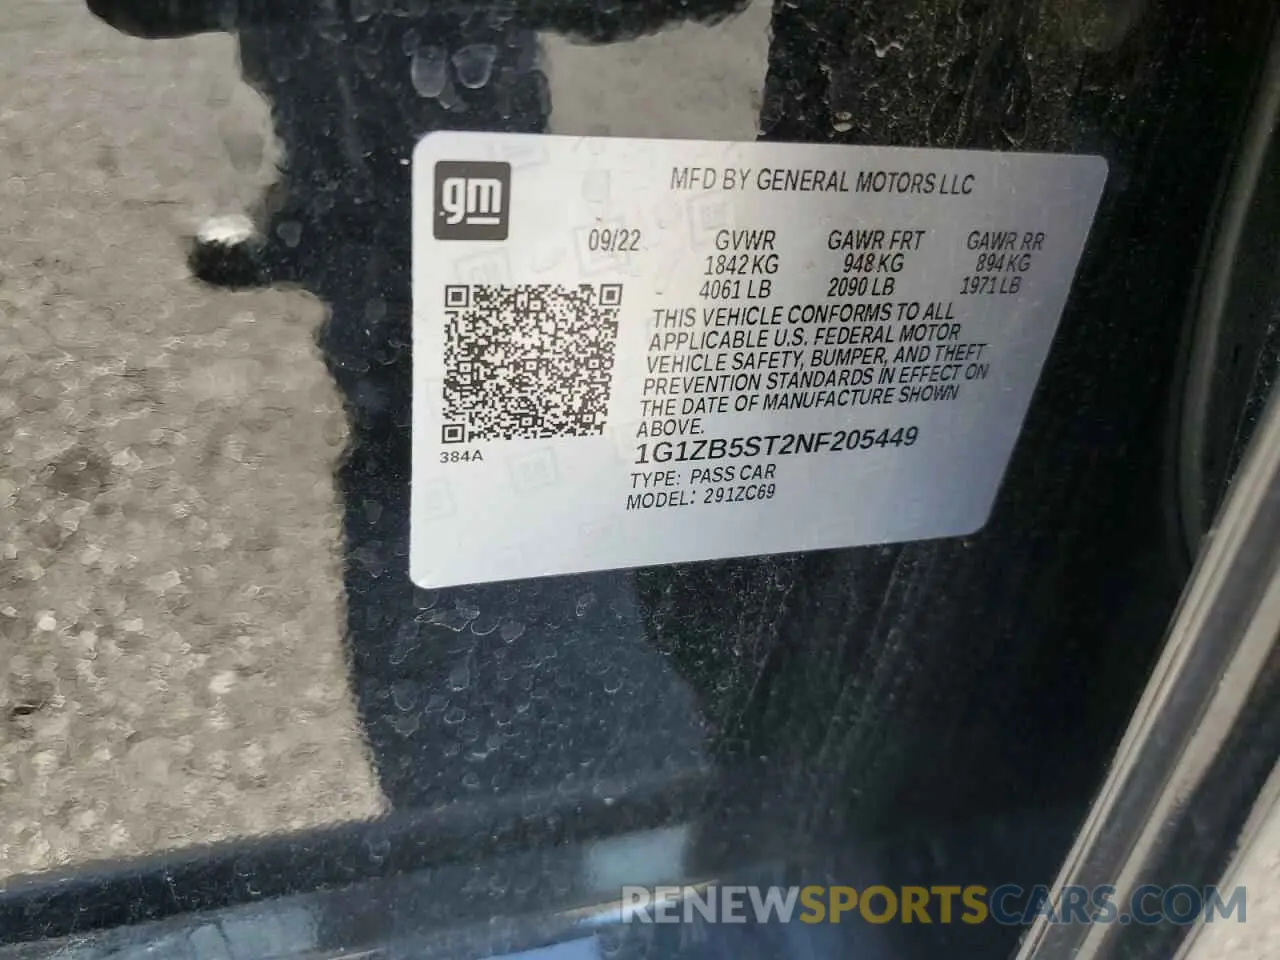 gm
MFD BY GENERAL MOTORS LLC
09/22 GVWR GAWR FRT GAWR RR
1842 KG 948 KG 894 KG
4061 LB 2090 LB 1971 LB
THIS VEHICLE CONFORMS TO ALL
APPLICABLE U.S. FEDERAL MOTOR
VEHICLE SAFETY, BUMPER, AND THEFT
PREVENTION STANDARDS IN EFFECT ON
THE DATE OF MANUFACTURE SHOWN
ABOVE.
384A
1G1ZB5ST2NF205449
TYPE: PASS CAR
MODEL: 291ZC69
RENEWSPORTSCARS.COM